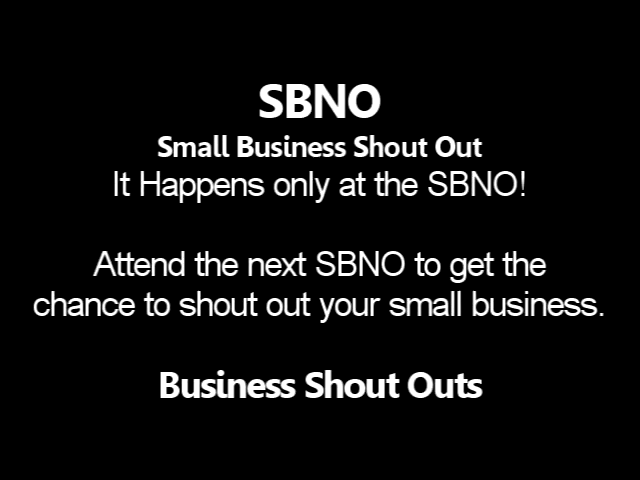 SBNO
Small Business Shout Out
It Happens only at the SBNO!
Attend the next SBNO to get the
chance to shout out your small business.
Business Shout Outs